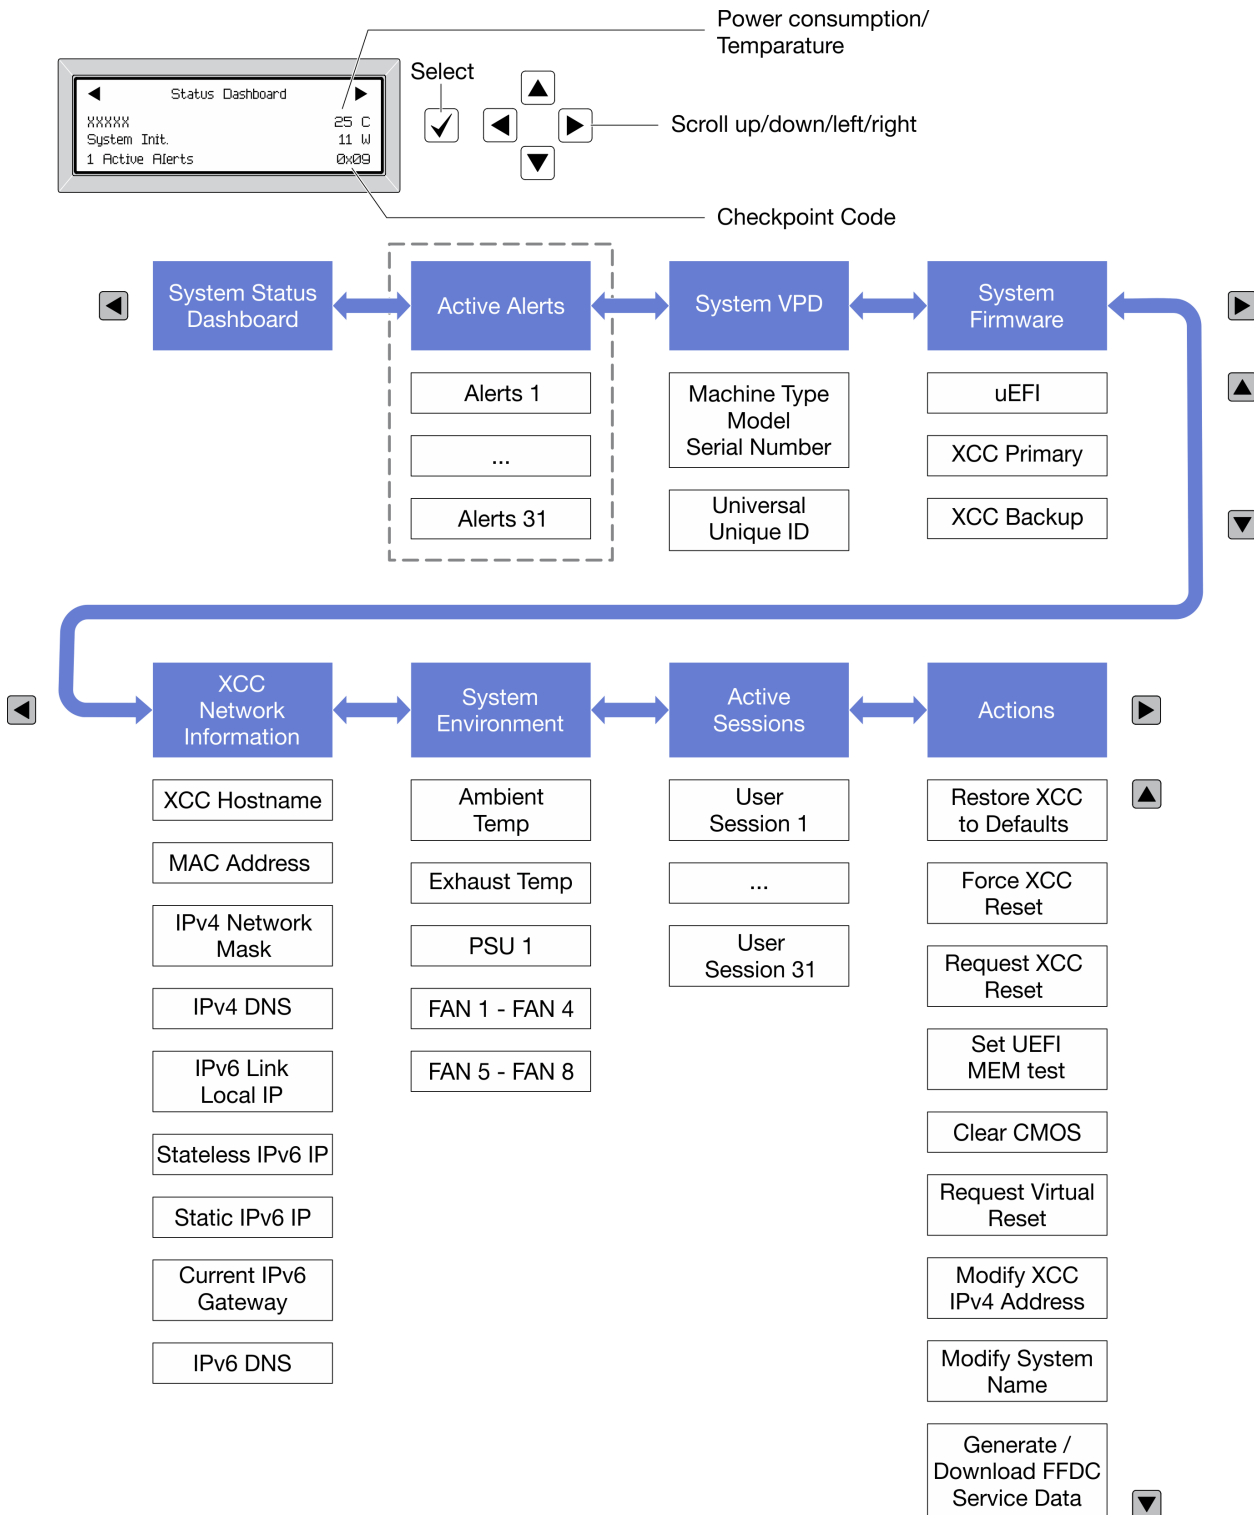 Power consumption/
Temparature
Select
Status Dashboard
XXXXX 25 C
System Init. 11 W
1 Active Alerts 0x09
Scroll up/down/left/right
Checkpoint Code
System Status
Dashboard
Active Alerts
System VPD
System
Firmware
Alerts 1
...
Alerts 31
Machine Type
Model
Serial Number
Universal
Unique ID
uEFI
XCC Primary
XCC Backup
XCC
Network
Information
System
Environment
Active
Sessions
Actions
XCC Hostname
MAC Address
IPv4 Network
Mask
IPv4 DNS
IPv6 Link
Local IP
Stateless IPv6 IP
Static IPv6 IP
Current IPv6
Gateway
IPv6 DNS
Ambient
Temp
Exhaust Temp
PSU 1
FAN 1 - FAN 4
FAN 5 - FAN 8
User
Session 1
...
User
Session 31
Restore XCC
to Defaults
Force XCC
Reset
Request XCC
Reset
Set UEFI
MEM test
Clear CMOS
Request Virtual
Reset
Modify XCC
IPv4 Address
Modify System
Name
Generate /
Download FFDC
Service Data